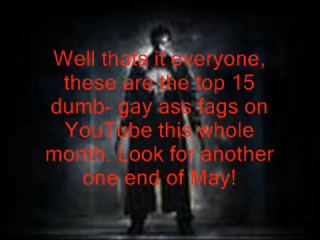 Well thats it everyone,
these are the top 15
dumb- gay ass fags on
YouTube this whole
month. Look for another
one end of May!